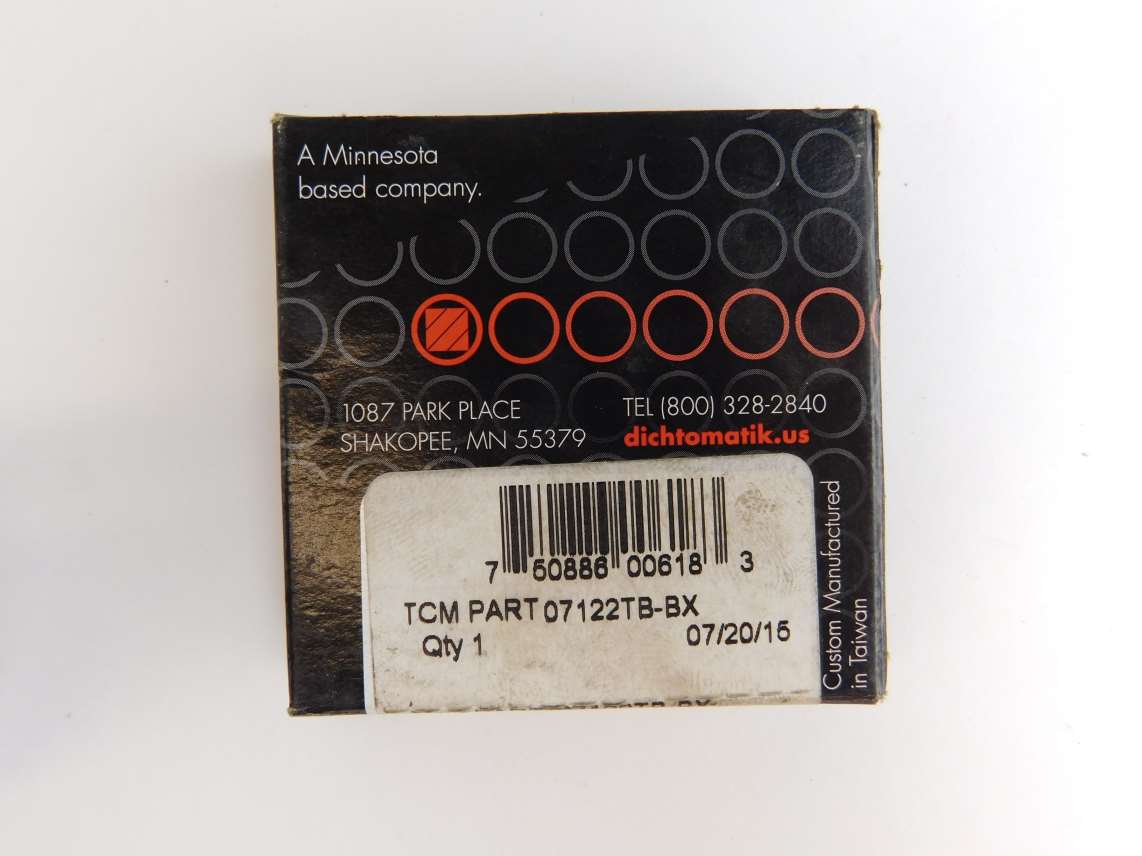 A Minnesota
based company.
1087 PARK PLACE
SHAKOPEE, MN 55379
TEL (800) 328-2840
dichtomatik.us
7 50886 00618 3
TCM PART 07122TB-BX
Qty 1
07/20/15
Custom Manufactured
in Taiwan